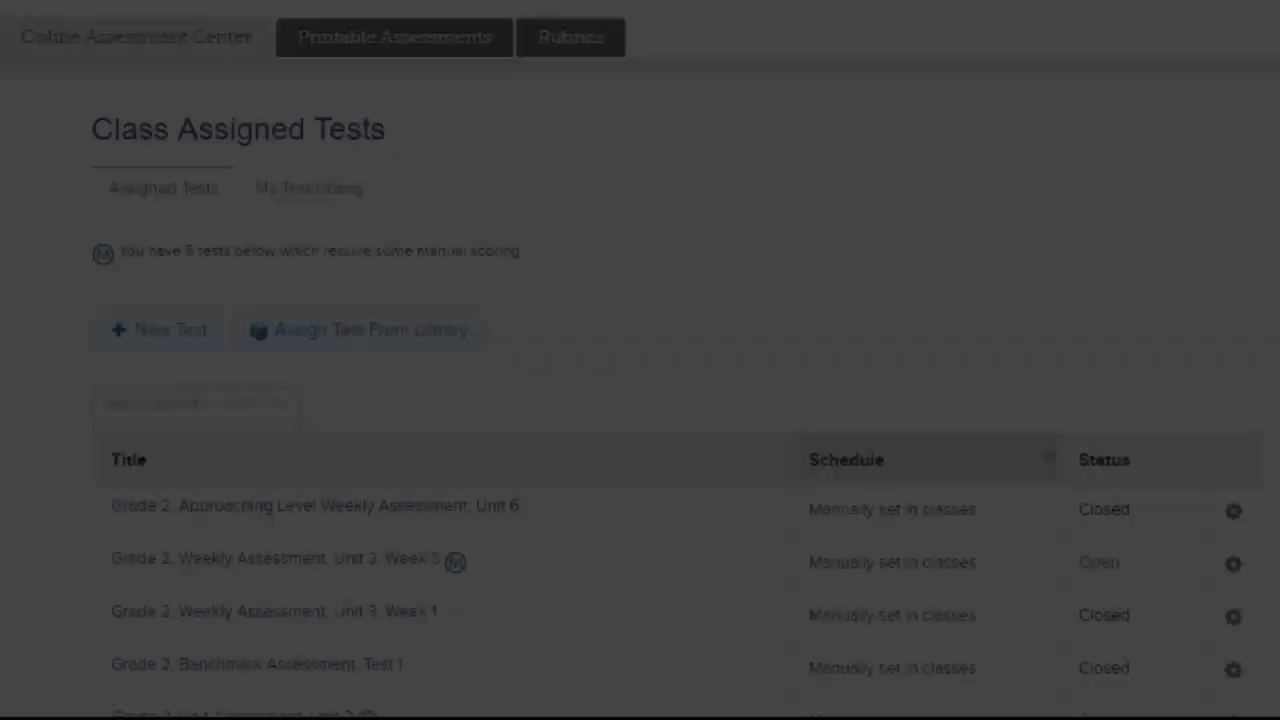 Online Assessment Center Printable Assessments Rubrics
Class Assigned Tests
Assigned Tests My Test Library
You have 5 tests below which require some manual scoring
New Test Assign Test From Library
Title Schedule Status
Grade 2, Approaching Level Weekly Assessment, Unit 6 Manually set in classes Closed
Grade 2, Weekly Assessment, Unit 3, Week 5 M Manually set in classes Open
Grade 2, Weekly Assessment, Unit 3, Week 1 Manually set in classes Closed
Grade 2, Benchmark Assessment, Test 1 Manually set in classes Closed